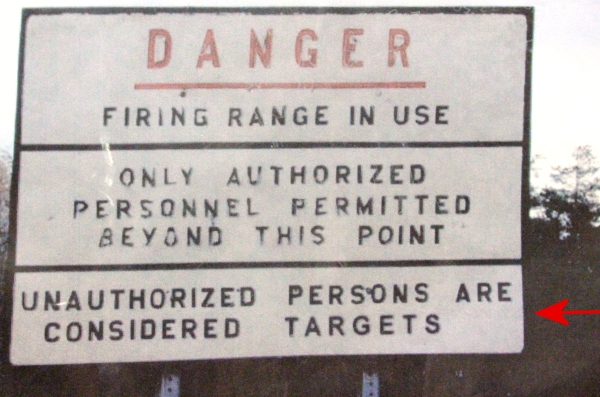 DANGER
FIRING RANGE IN USE
ONLY AUTHORIZED
PERSONNEL PERMITTED
BEYOND THIS POINT
UNAUTHORIZED PERSONS ARE
CONSIDERED TARGETS